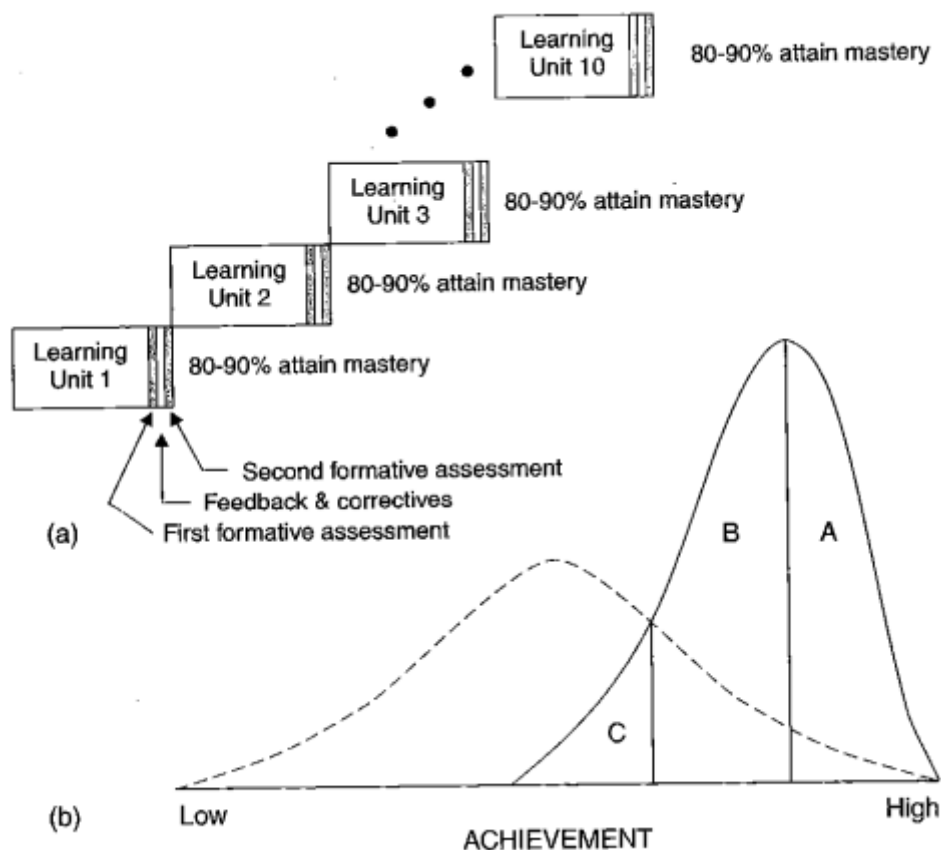 Learning
Unit 10
80-90% attain mastery
Learning
Unit 3
80-90% attain mastery
Learning
Unit 2
80-90% attain mastery
Learning
Unit 1
80-90% attain mastery
Second formative assessment
Feedback & correctives
(a)
First formative assessment
B
A
C
(b)
Low
High
ACHIEVEMENT